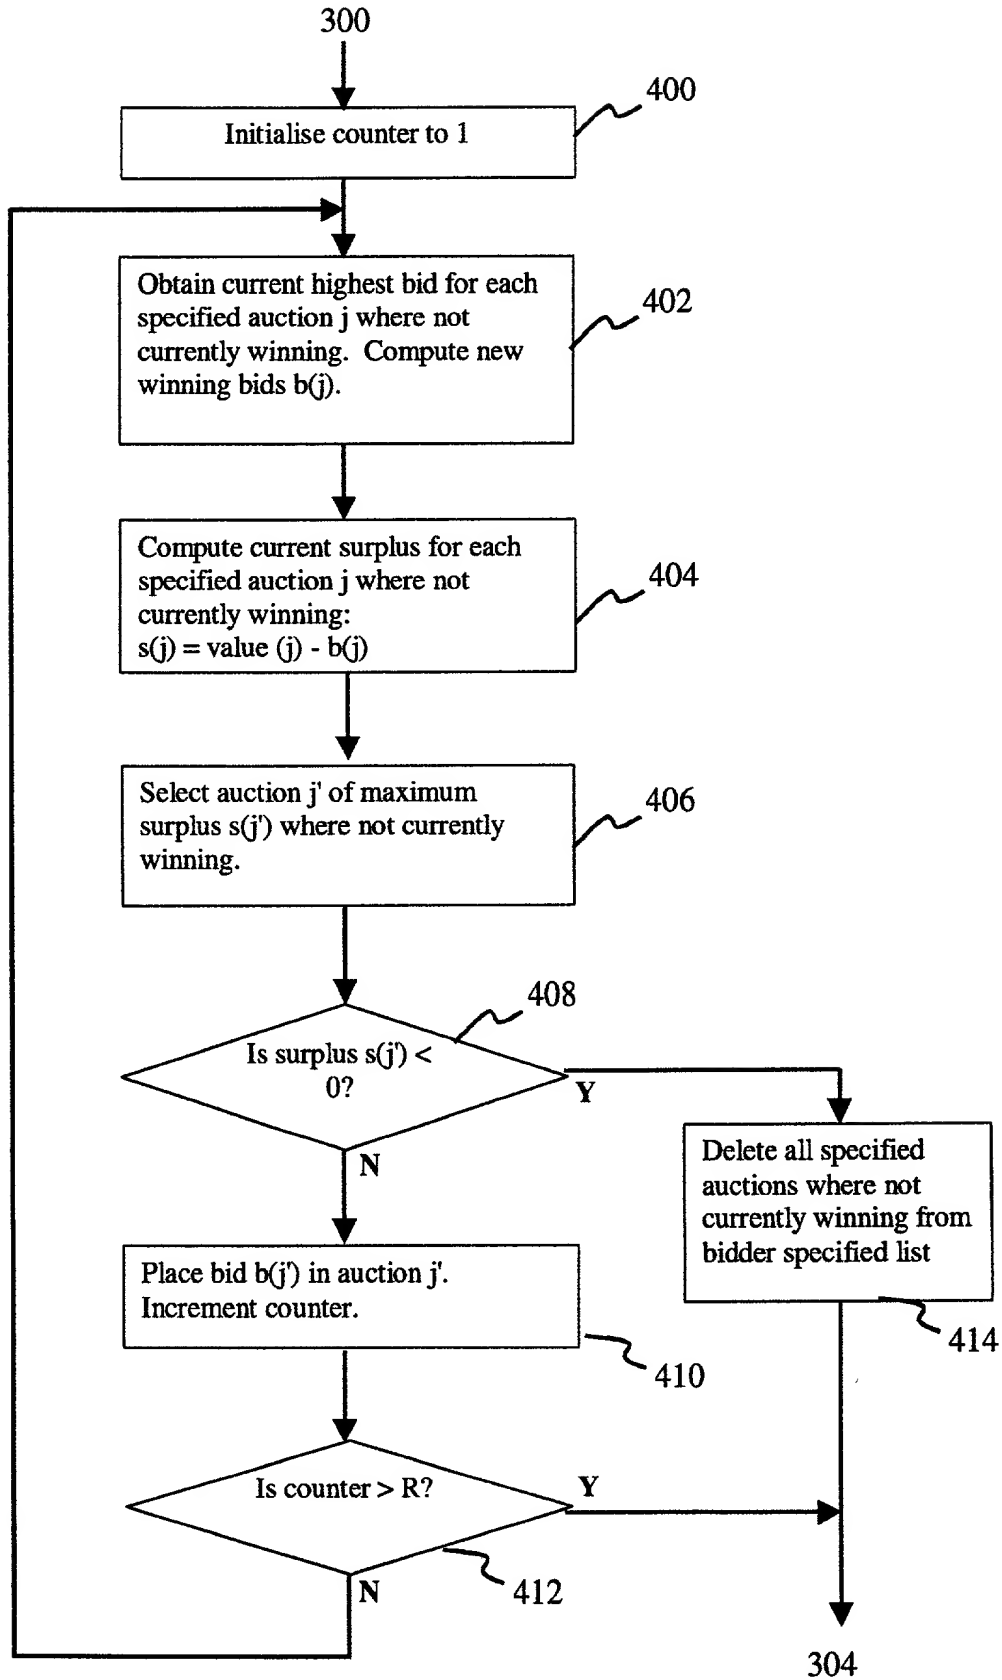 300
400
Initialise counter to 1
Obtain current highest bid for each
specified auction j where not
currently winning.  Compute new
winning bids b(j).
402
Compute current surplus for each
specified auction j where not
currently winning:
s(j) = value (j) - b(j)
404
Select auction j' of maximum
surplus s(j') where not currently
winning.
406
408
Is surplus s(j') <
0?
Y
N
Delete all specified
auctions where not
currently winning from
bidder specified list
414
Place bid b(j') in auction j'.
Increment counter.
410
Is counter > R?
Y
N
412
304